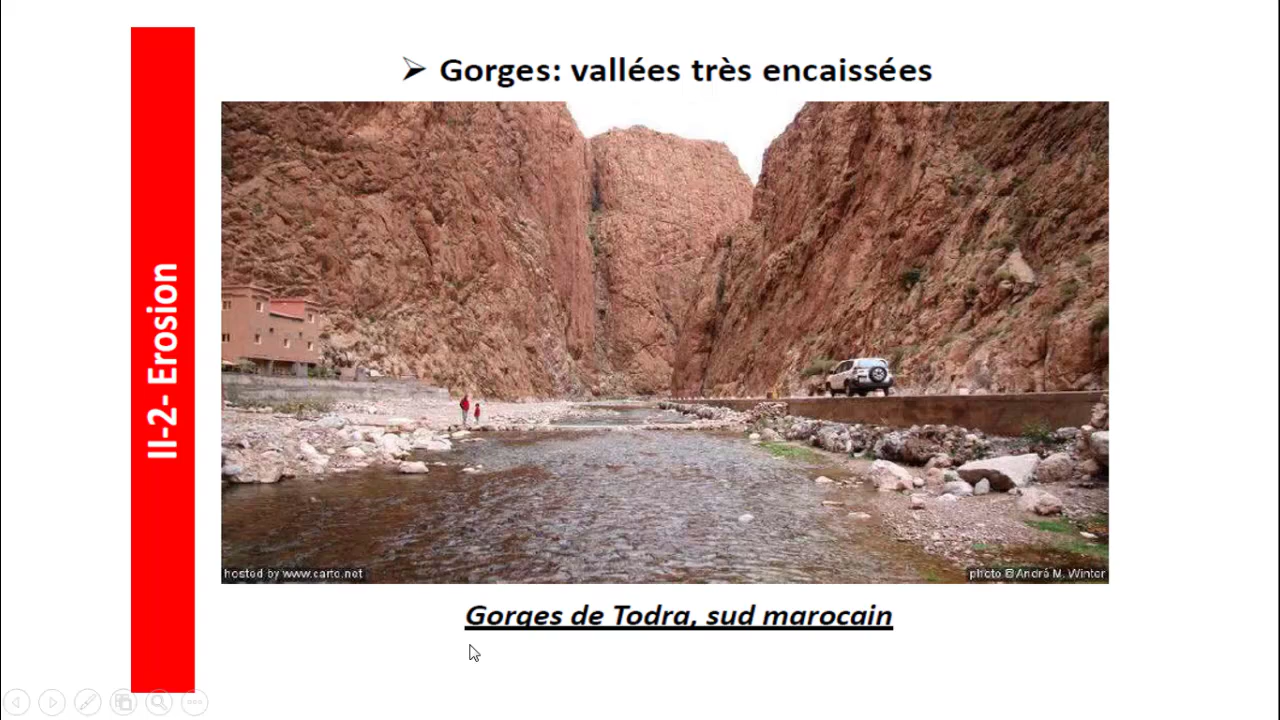 Gorges: vallées très encaissées
II-2- Erosion
hosted by www.carto.net
photo ©André M. Winter
Gorges de Todra, sud marocain